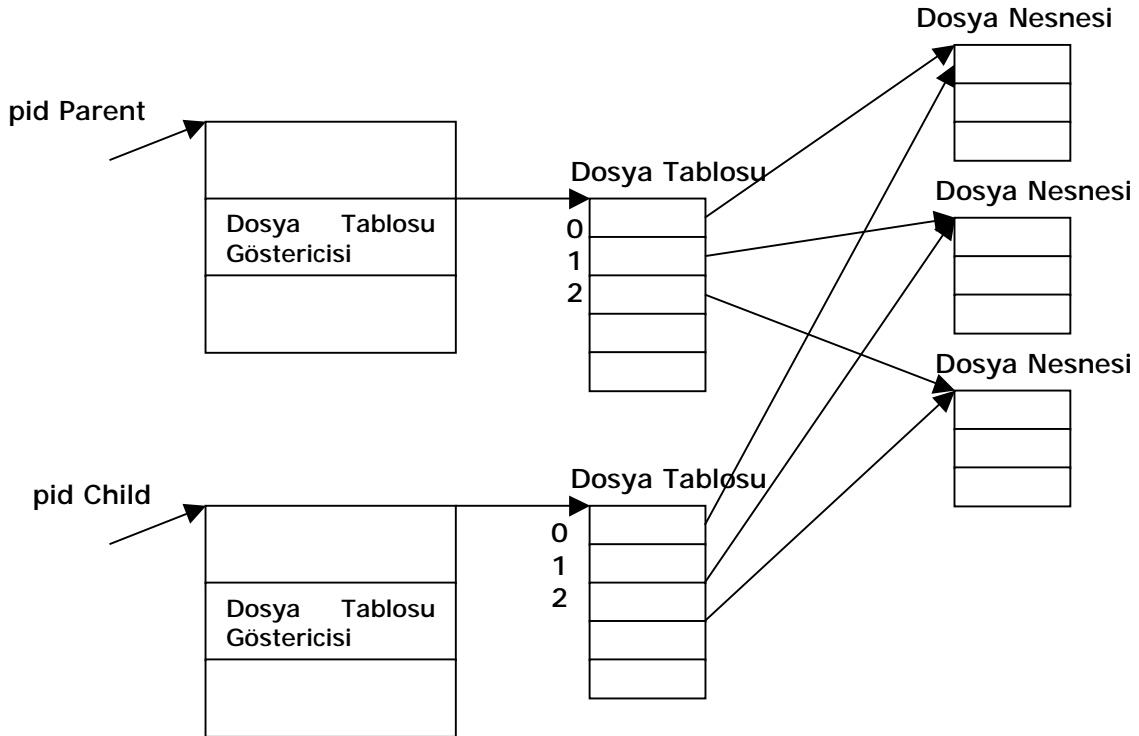 Dosya Nesnesi
pid Parent
Dosya Tablosu
Dosya Nesnesi
Dosya Tablosu
Göstericisi
0
1
2
Dosya Nesnesi
pid Child
Dosya Tablosu
0
1
2
Dosya Tablosu
Göstericisi